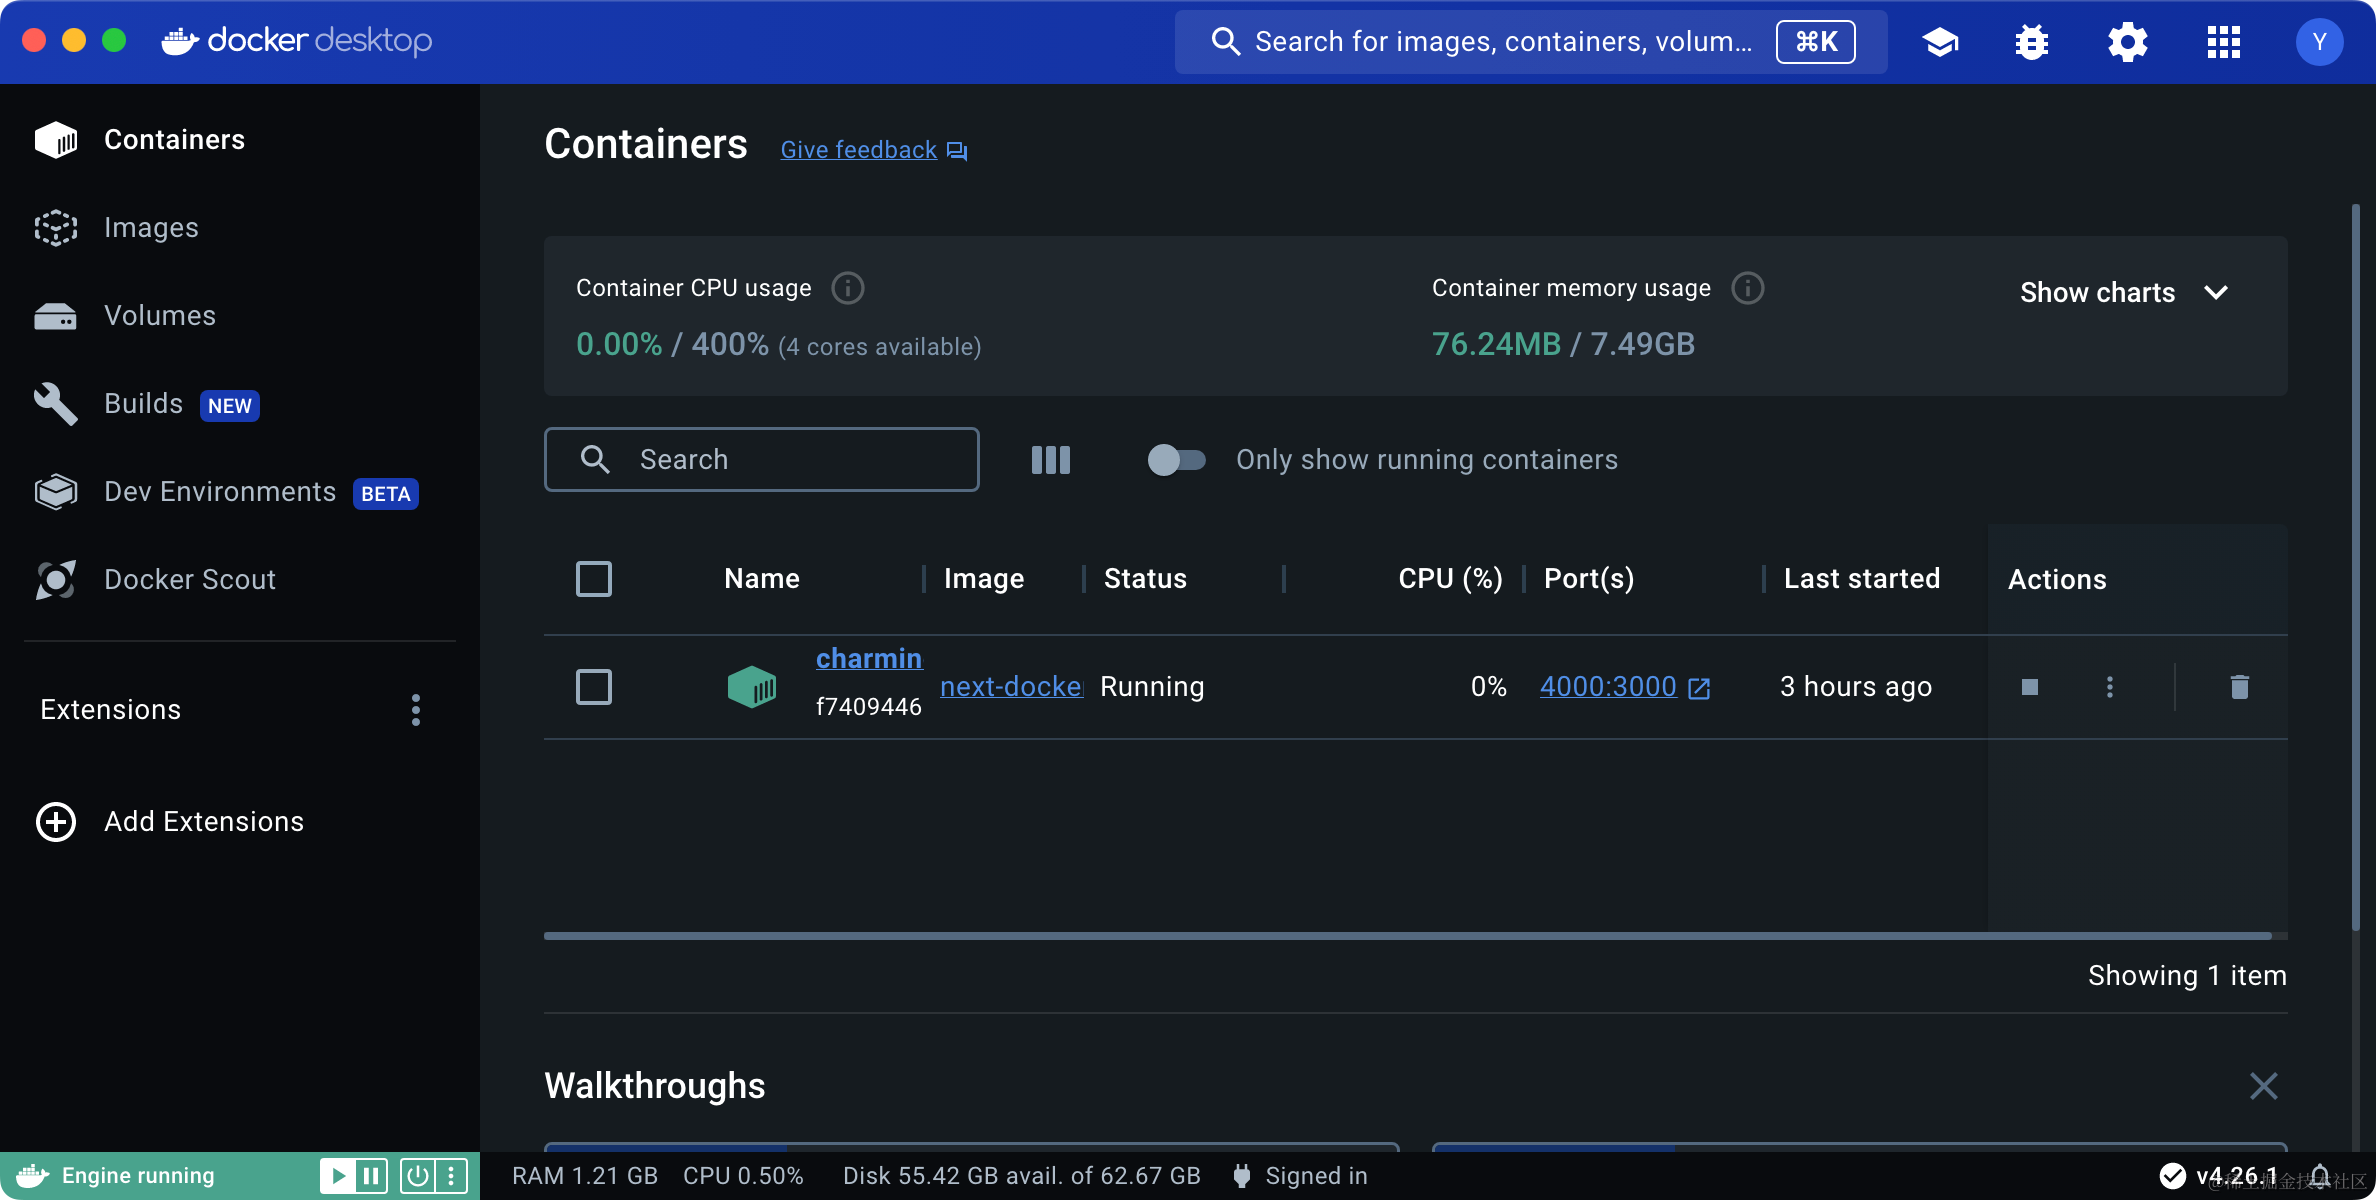 docker desktop
Search for images, containers, volum... ⌘K
Y
Containers
Images
Volumes
Builds NEW
Dev Environments BETA
Docker Scout
Extensions
Add Extensions
Containers Give feedback
Container CPU usage
0.00% / 400% (4 cores available)
Container memory usage
76.24MB / 7.49GB
Show charts
Search
Only show running containers
Name Image Status CPU (%) Port(s) Last started Actions
charmin
f7409446
next-docker Running 0% 4000:3000 3 hours ago
Showing 1 item
Walkthroughs
Engine running
RAM 1.21 GB CPU 0.50% Disk 55.42 GB avail. of 62.67 GB Signed in
v4.26.1
@稀土掘金技术社区